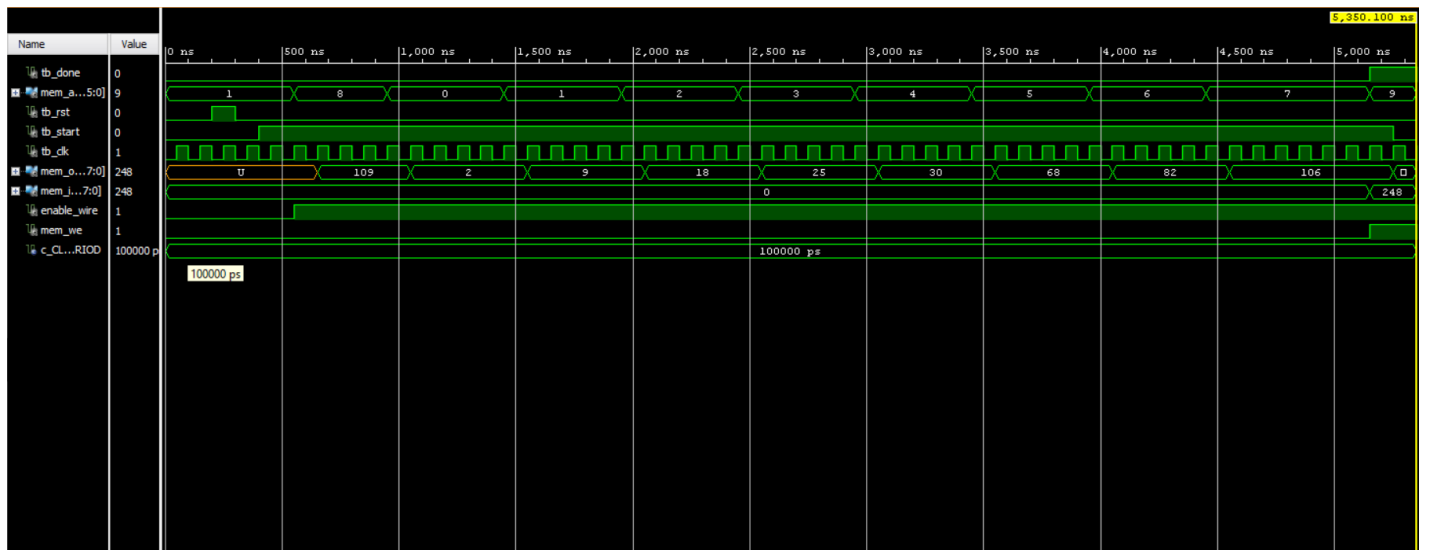 5,350.100 ns
Name Value 0 ns 500 ns 1,000 ns 1,500 ns 2,000 ns 2,500 ns 3,000 ns 3,500 ns 4,000 ns 4,500 ns 5,000 ns
tb_done 0
mem_a...5:0] 9 1 8 0 1 2 3 4 5 6 7 9
tb_rst 0
tb_start 0
tb_clk 1
mem_o...7:0] 248 U 109 2 9 18 25 30 68 82 106
mem_i...7:0] 248 0 248
enable_wire 1
mem_we 1
c_CL...RIOD 100000 p 100000 ps
100000 ps